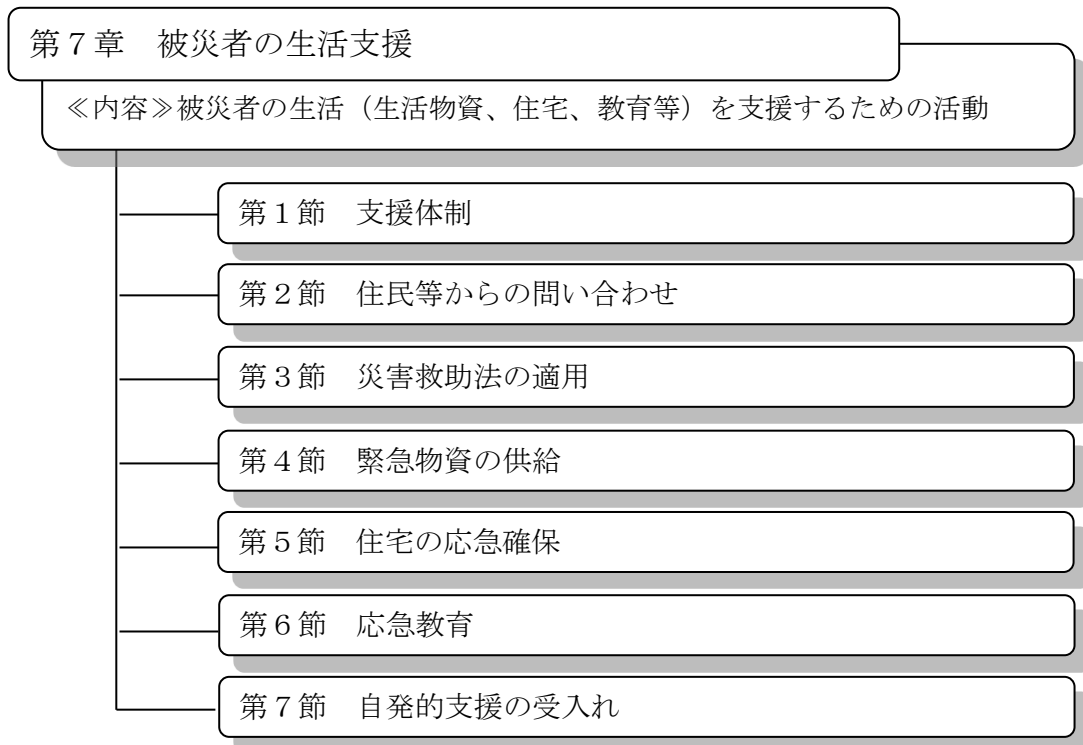 第７章　被災者の生活支援
≪内容≫被災者の生活（生活物資、住宅、教育等）を支援するための活動
第１節　支援体制
第２節　住民等からの問い合わせ
第３節　災害救助法の適用
第４節　緊急物資の供給
第５節　住宅の応急確保
第６節　応急教育
第７節　自発的支援の受入れ